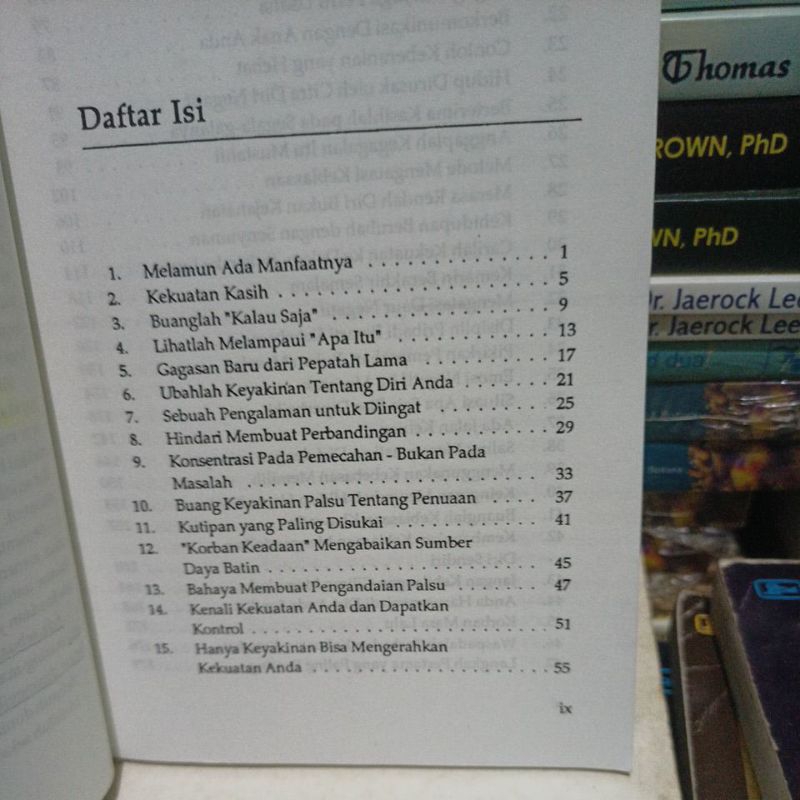 Daftar Isi
1. Melamun Ada Manfaatnya . . . . . . . . . . . . . 1
2. Kekuatan Kasih . . . . . . . . . . . . . . . . . . . . 5
3. Buanglah "Kalau Saja" . . . . . . . . . . . . . . . . 9
4. Lihatlah Melampaui "Apa Itu" . . . . . . . . . . . 13
5. Gagasan Baru dari Pepatah Lama . . . . . . . . . 17
6. Ubahlah Keyakinan Tentang Diri Anda . . . . . . . 21
7. Sebuah Pengalaman untuk Diingat . . . . . . . . 25
8. Hindari Membuat Perbandingan . . . . . . . . . . 29
9. Konsentrasi Pada Pemecahan - Bukan Pada
Masalah . . . . . . . . . . . . . . . . . . . . . . 33
10. Buang Keyakinan Palsu Tentang Penuaan . . . . 37
11. Kutipan yang Paling Disukai . . . . . . . . . . . 41
12. "Korban Keadaan" Mengabaikan Sumber
Daya Batin . . . . . . . . . . . . . . . . . . . . 45
13. Bahaya Membuat Pengandaian Palsu . . . . . . . 47
14. Kenali Kekuatan Anda dan Dapatkan
Kontrol . . . . . . . . . . . . . . . . . . . . . . 51
15. Hanya Keyakinan Bisa Mengerahkan
Kekuatan Anda . . . . . . . . . . . . . . . . . . 55
ix
Thomas
ROWN, PhD
WN, PhD
Dr. Jaerock Lee
r. Jaerock Lee
dua